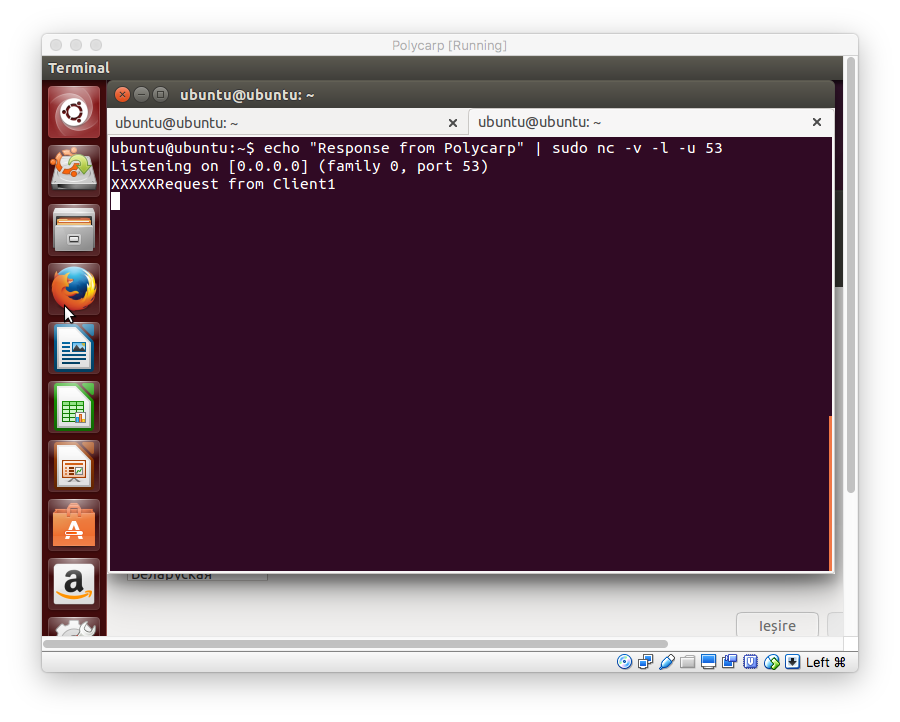 Polycarp [Running]
Terminal
ubuntu@ubuntu: ~
ubuntu@ubuntu: ~
ubuntu@ubuntu: ~
ubuntu@ubuntu:~$ echo "Response from Polycarp" | sudo nc -v -l -u 53
Listening on [0.0.0.0] (family 0, port 53)
XXXXXRequest from Client1
Беларуская
Ieșire
Left ⌘